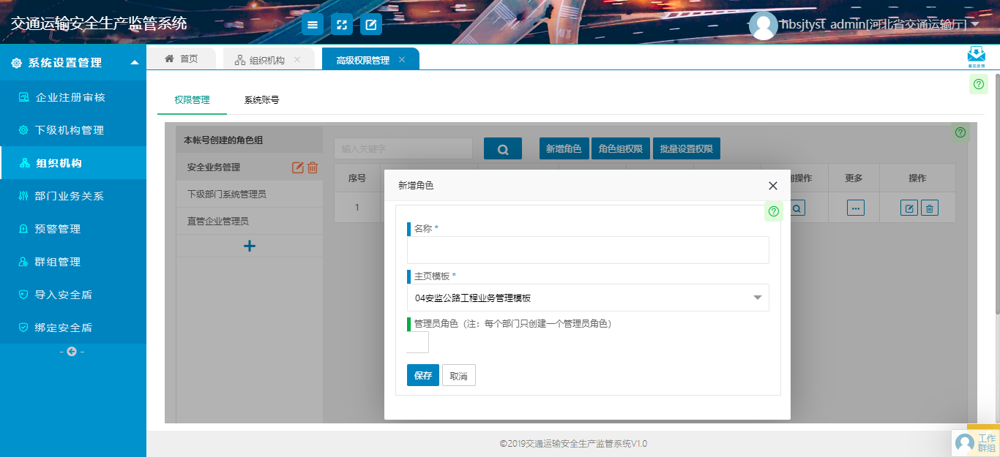 交通运输安全生产监管系统
hbsjtyst_admin[河北省交通运输厅]
系统设置管理
首页
组织机构
高级权限管理
意见反馈
企业注册审核
下级机构管理
组织机构
部门业务关系
预警管理
群组管理
导入安全盾
绑定安全盾
权限管理
系统账号
本帐号创建的角色组
安全业务管理
下级部门系统管理员
直管企业管理员
输入关键字
新增角色
角色组权限
批量设置权限
序号
操作
更多
操作
1
新增角色
名称 *
主页模板 *
04安监公路工程业务管理模板
管理员角色（注：每个部门只创建一个管理员角色）
保存
取消
©2019交通运输安全生产监管系统V1.0
工作
群组